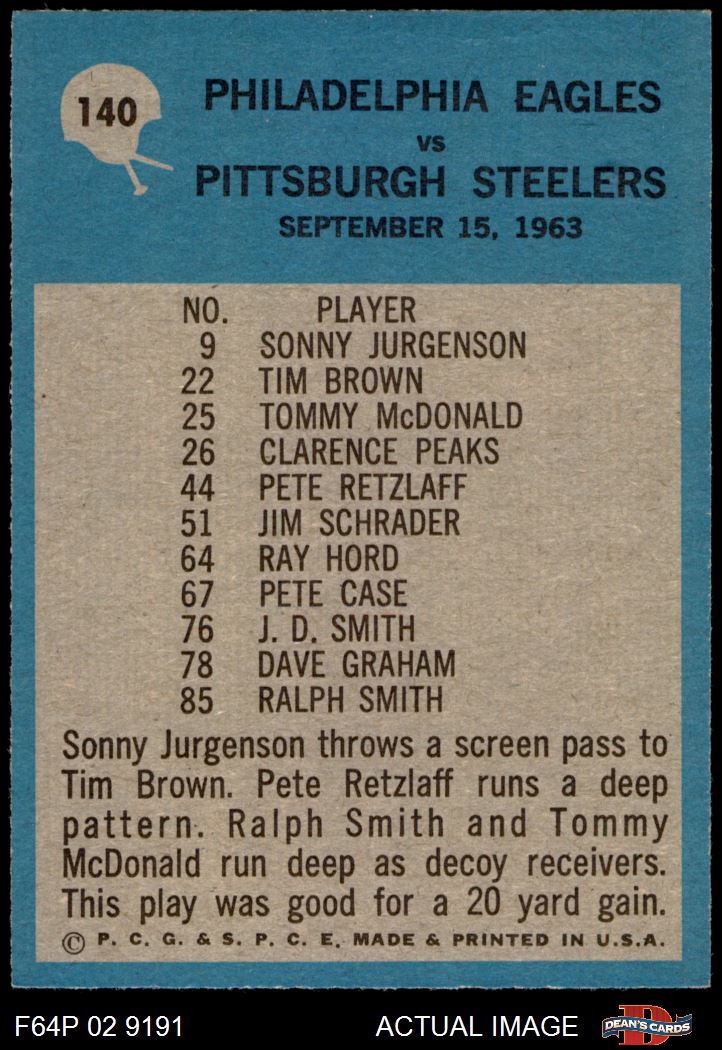 140
PHILADELPHIA EAGLES
VS
PITTSBURGH STEELERS
SEPTEMBER 15, 1963
NO. PLAYER
9 SONNY JURGENSON
22 TIM BROWN
25 TOMMY McDONALD
26 CLARENCE PEAKS
44 PETE RETZLAFF
51 JIM SCHRADER
64 RAY HORD
67 PETE CASE
76 J. D. SMITH
78 DAVE GRAHAM
85 RALPH SMITH
Sonny Jurgenson throws a screen pass to
Tim Brown. Pete Retzlaff runs a deep
pattern. Ralph Smith and Tommy
McDonald run deep as decoy receivers.
This play was good for a 20 yard gain.
© P. C. G. & S. P. C. E. MADE & PRINTED IN U.S.A.
F64P 02 9191 ACTUAL IMAGE D DEAN'S CARDS